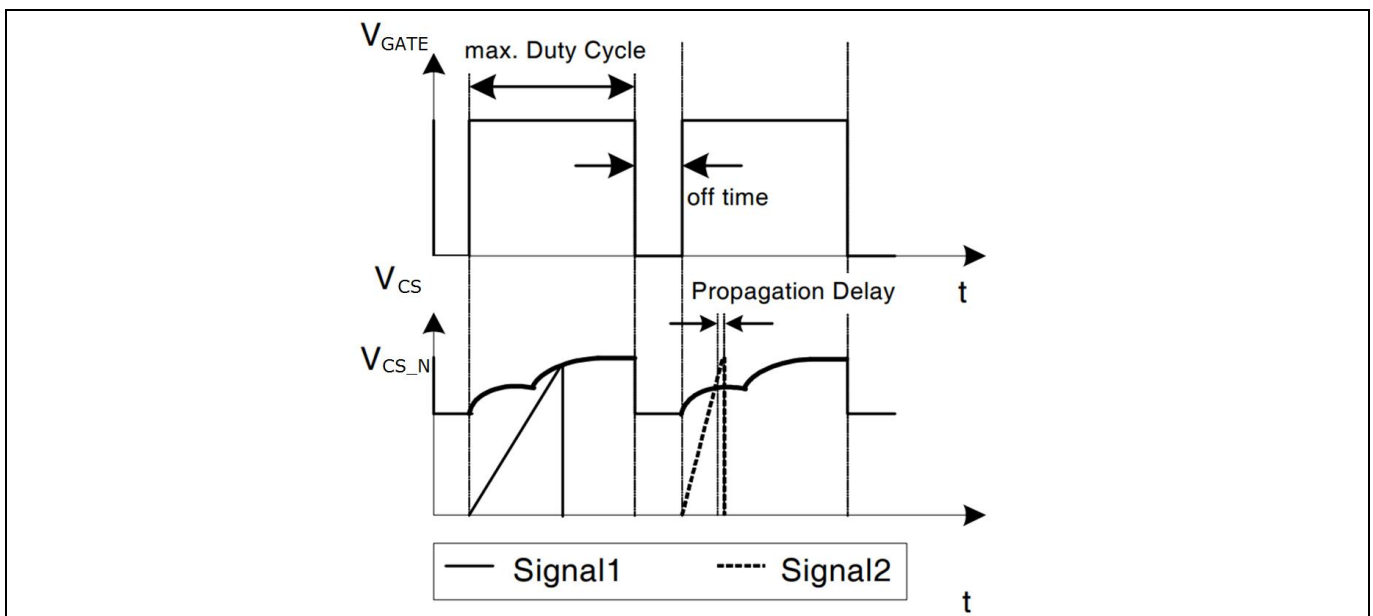 VGATE
max. Duty Cycle
off time
VCS
Propagation Delay
t
VCS_N
Signal1
Signal2
t